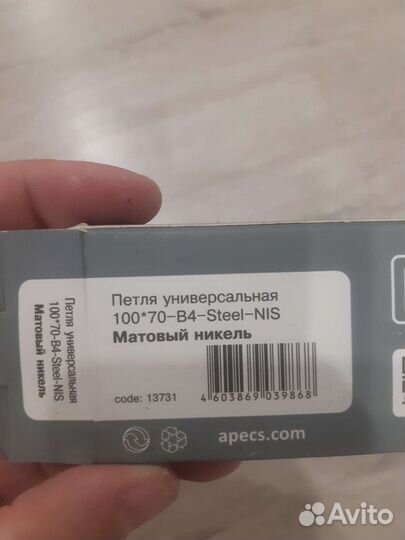 Петля универсальная
100*70-B4-Steel-NIS
Матовый никель
Петля универсальная
100*70-B4-Steel-NIS
Матовый никель
code: 13731
4 603869 039868
apecs.com
Avito